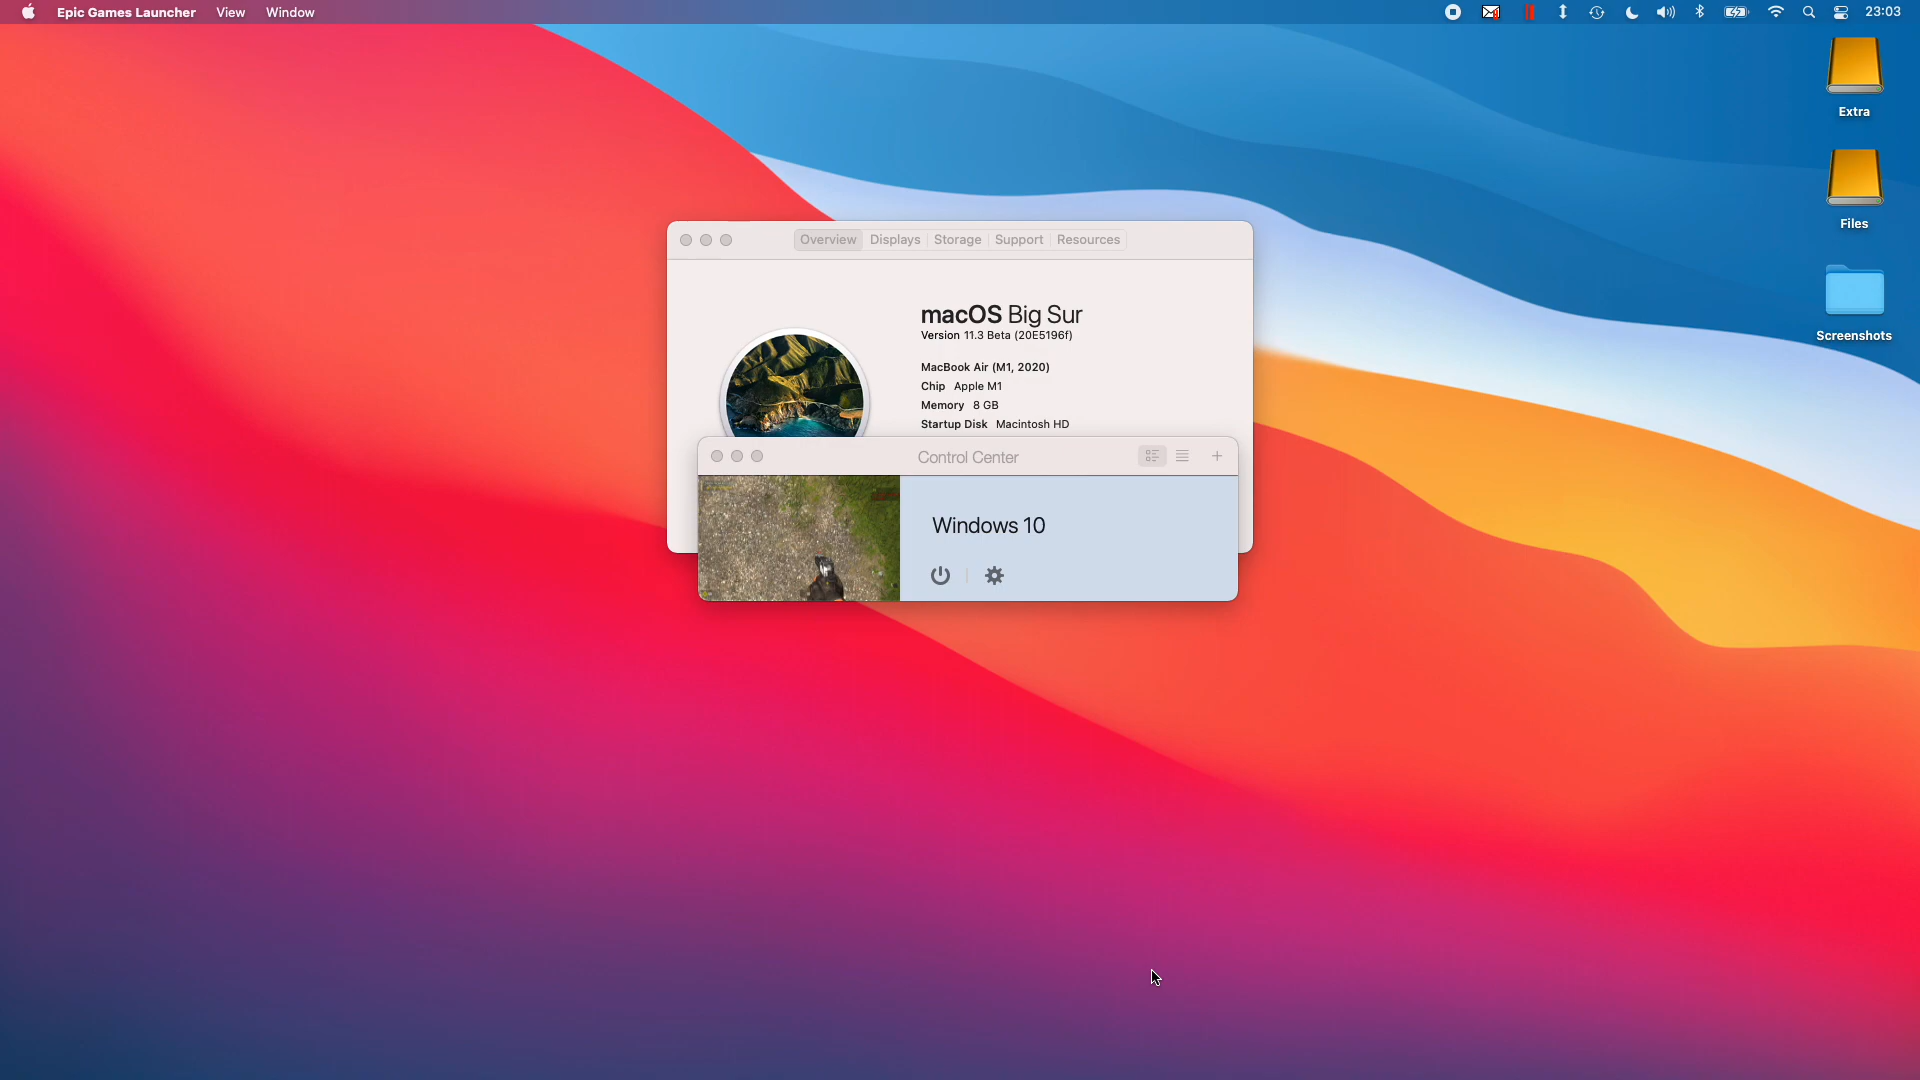 Epic Games Launcher View Window 23:03
Extra
Files
Screenshots
Overview Displays Storage Support Resources
macOS Big Sur
Version 11.3 Beta (20E5196f)
MacBook Air (M1, 2020)
Chip Apple M1
Memory 8 GB
Startup Disk Macintosh HD
Control Center
Windows 10